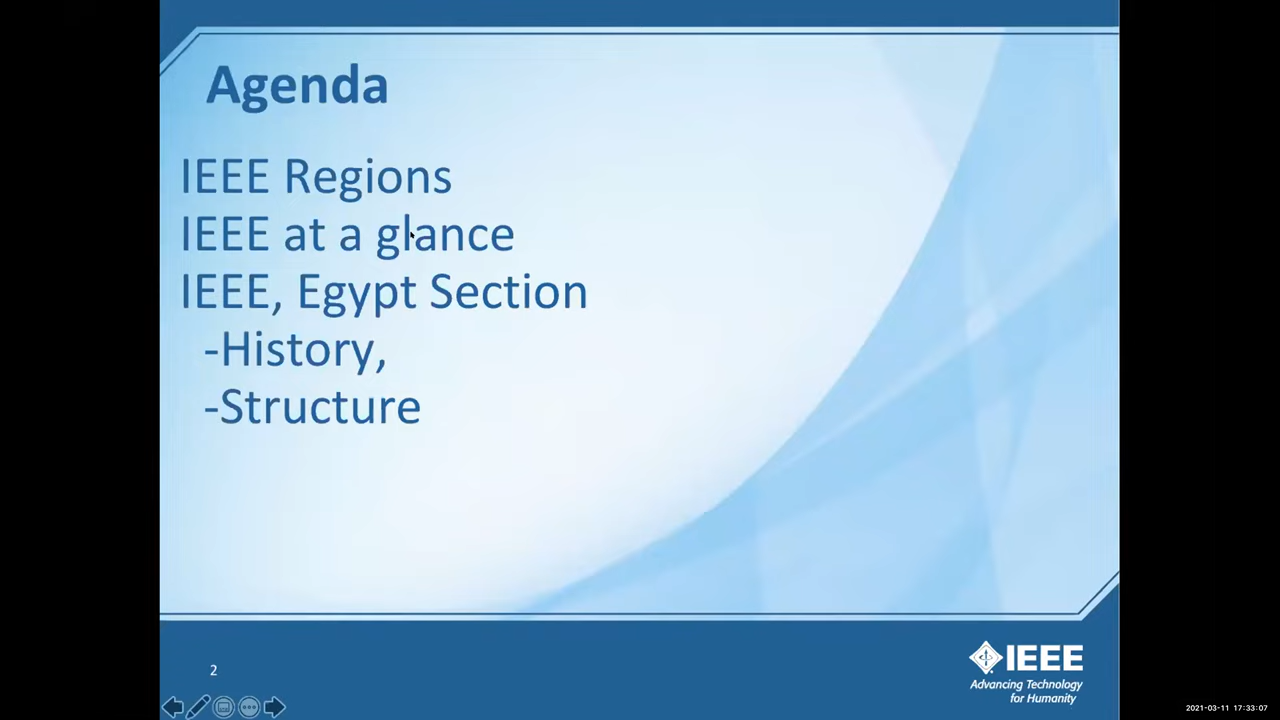 Agenda
IEEE Regions
IEEE at a glance
IEEE, Egypt Section
-History,
-Structure
2
IEEE
Advancing Technology
for Humanity
2021-03-11 17:33:07